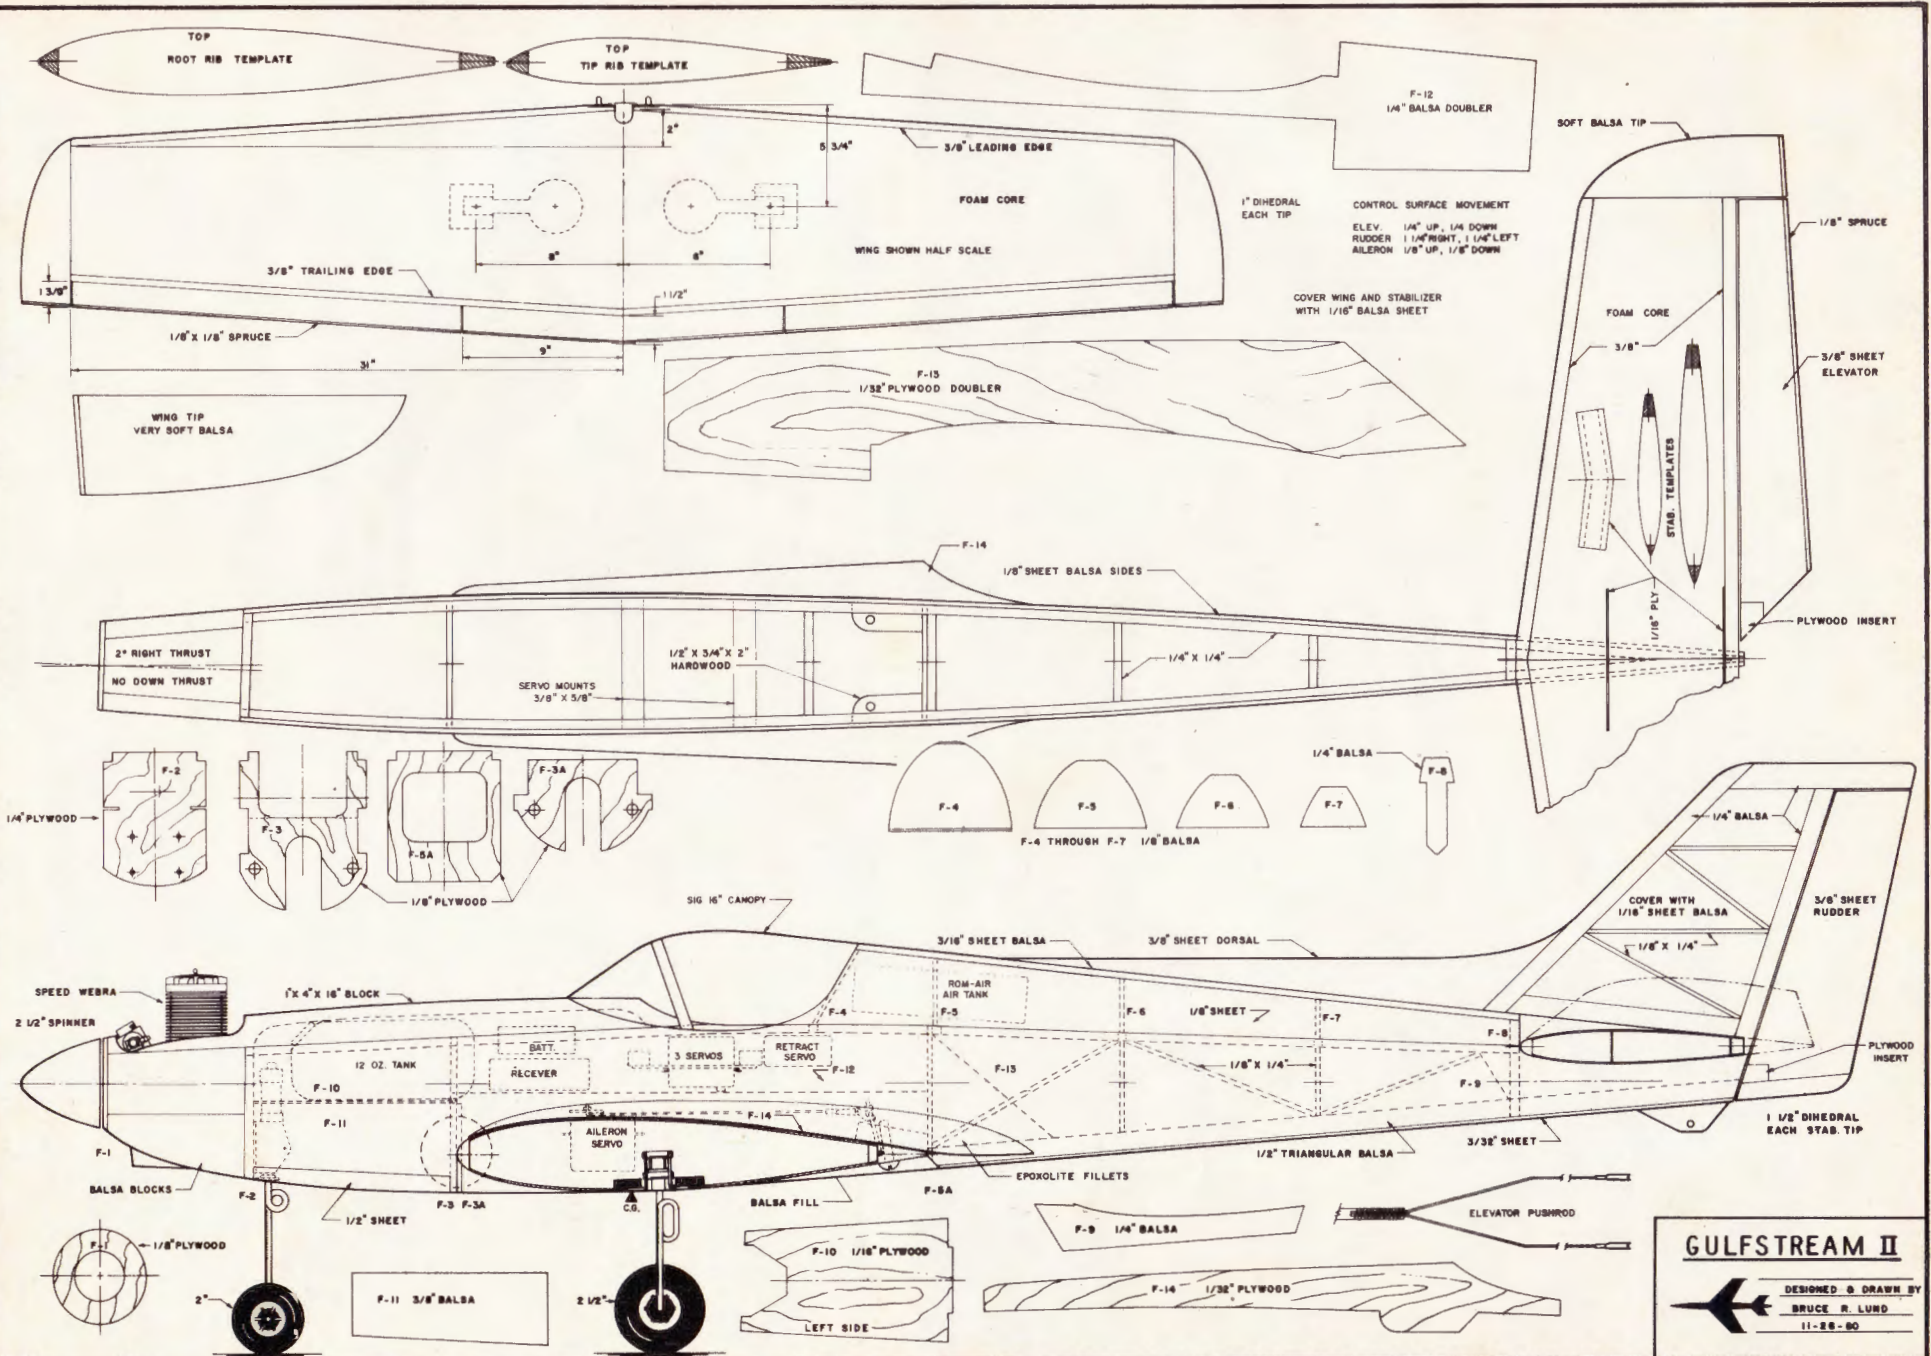 TOP
ROOT RIB TEMPLATE
TOP
TIP RIB TEMPLATE
F-12
1/4" BALSA DOUBLER
SOFT BALSA TIP
2"
5 3/4"
3/8" LEADING EDGE
FOAM CORE
1" DIHEDRAL
EACH TIP
CONTROL SURFACE MOVEMENT
ELEV. 1/4" UP, 1/4 DOWN
RUDDER 1 1/4" RIGHT, 1 1/4" LEFT
AILERON 1/8" UP, 1/8" DOWN
1/8" SPRUCE
WING SHOWN HALF SCALE
8"
8"
3/8" TRAILING EDGE
1 3/8"
1 1/2"
COVER WING AND STABILIZER
WITH 1/16" BALSA SHEET
FOAM CORE
3/8"
1/8" X 1/8" SPRUCE
9"
31"
3/8" SHEET
ELEVATOR
F-13
1/32" PLYWOOD DOUBLER
WING TIP
VERY SOFT BALSA
STAB. TEMPLATES
F-14
1/8" SHEET BALSA SIDES
1/16" PLY
PLYWOOD INSERT
2° RIGHT THRUST
NO DOWN THRUST
1/2" X 3/4" X 2"
HARDWOOD
1/4" X 1/4"
SERVO MOUNTS
3/8" X 5/8"
F-2
F-3
F-5A
F-3A
1/4" PLYWOOD
1/8" PLYWOOD
F-4
F-5
F-6
F-7
1/4" BALSA
F-8
F-4 THROUGH F-7 1/8" BALSA
1/4" BALSA
SIG 16" CANOPY
COVER WITH
1/16" SHEET BALSA
3/8" SHEET
RUDDER
3/16" SHEET BALSA
3/8" SHEET DORSAL
1/8" X 1/4"
SPEED WEBRA
1" X 4" X 16" BLOCK
2 1/2" SPINNER
ROM-AIR
AIR TANK
F-4
F-5
F-6
1/8" SHEET
F-7
F-8
BATT.
3 SERVOS
RETRACT
SERVO
12 OZ. TANK
RECEVER
F-12
F-13
1/8" X 1/4"
F-9
PLYWOOD
INSERT
F-10
F-11
F-14
AILERON
SERVO
F-1
1 1/2" DIHEDRAL
EACH STAB. TIP
3/32" SHEET
1/2" TRIANGULAR BALSA
EPOXOLITE FILLETS
BALSA BLOCKS
F-2
1/2" SHEET
F-3 F-3A
C.G.
BALSA FILL
F-5A
F-1
1/8" PLYWOOD
2"
F-11 3/8" BALSA
2 1/2"
F-10 1/16" PLYWOOD
LEFT SIDE
F-9 1/4" BALSA
ELEVATOR PUSHROD
F-14 1/32" PLYWOOD
GULFSTREAM II
DESIGNED & DRAWN BY
BRUCE R. LUND
11-26-80